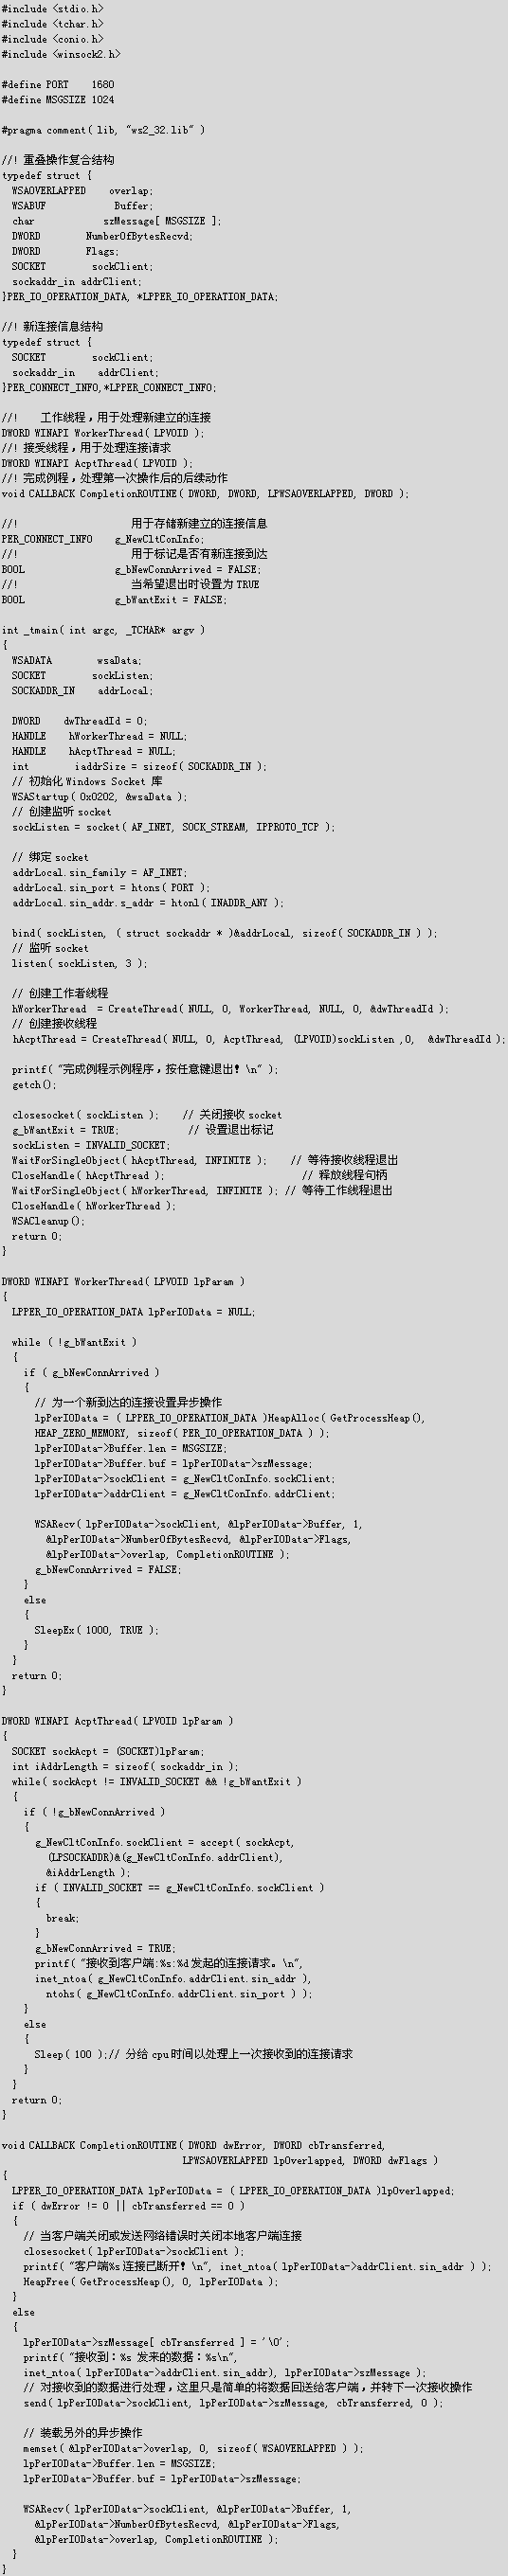 #include <stdio.h>
#include <tchar.h>
#include <conio.h>
#include <winsock2.h>

#define PORT    1680
#define MSGSIZE 1024

#pragma comment( lib, "ws2_32.lib" )

//! 重叠操作复合结构
typedef struct {
  WSAOVERLAPPED    overlap;
  WSABUF            Buffer;
  char            szMessage[ MSGSIZE ];
  DWORD        NumberOfBytesRecvd;
  DWORD        Flags;
  SOCKET        sockClient;
  sockaddr_in addrClient;
}PER_IO_OPERATION_DATA, *LPPER_IO_OPERATION_DATA;

//! 新连接信息结构
typedef struct {
  SOCKET        sockClient;
  sockaddr_in    addrClient;
}PER_CONNECT_INFO,*LPPER_CONNECT_INFO;

//!    工作线程，用于处理新建立的连接
DWORD WINAPI WorkerThread( LPVOID );
//! 接受线程，用于处理连接请求
DWORD WINAPI AcptThread( LPVOID );
//! 完成例程，处理第一次操作后的后续动作
void CALLBACK CompletionROUTINE( DWORD, DWORD, LPWSAOVERLAPPED, DWORD );

//!                    用于存储新建立的连接信息
PER_CONNECT_INFO    g_NewCltConInfo;
//!                    用于标记是否有新连接到达
BOOL                g_bNewConnArrived = FALSE;
//!                    当希望退出时设置为 TRUE
BOOL                g_bWantExit = FALSE;

int _tmain( int argc, _TCHAR* argv )
{
  WSADATA        wsaData;
  SOCKET        sockListen;
  SOCKADDR_IN    addrLocal;

  DWORD    dwThreadId = 0;
  HANDLE    hWorkerThread = NULL;
  HANDLE    hAcptThread = NULL;
  int        iaddrSize = sizeof( SOCKADDR_IN );
  // 初始化 Windows Socket 库
  WSAStartup( 0x0202, &wsaData );
  // 创建监听 socket
  sockListen = socket( AF_INET, SOCK_STREAM, IPPROTO_TCP );

  // 绑定 socket
  addrLocal.sin_family = AF_INET;
  addrLocal.sin_port = htons( PORT );
  addrLocal.sin_addr.s_addr = htonl( INADDR_ANY );

  bind( sockListen, ( struct sockaddr * )&addrLocal, sizeof( SOCKADDR_IN ) );
  // 监听 socket
  listen( sockListen, 3 );

  // 创建工作者线程
  hWorkerThread  = CreateThread( NULL, 0, WorkerThread, NULL, 0, &dwThreadId );
  // 创建接收线程
  hAcptThread = CreateThread( NULL, 0, AcptThread, (LPVOID)sockListen ,0,  &dwThreadId );

  printf( "完成例程示例程序，按任意键退出！\n" );
  getch();

  closesocket( sockListen );    // 关闭接收 socket
  g_bWantExit = TRUE;            // 设置退出标记
  sockListen = INVALID_SOCKET;
  WaitForSingleObject( hAcptThread, INFINITE );    // 等待接收线程退出
  CloseHandle( hAcptThread );                        // 释放线程句柄
  WaitForSingleObject( hWorkerThread, INFINITE ); // 等待工作线程退出
  CloseHandle( hWorkerThread );
  WSACleanup();
  return 0;
}

DWORD WINAPI WorkerThread( LPVOID lpParam )
{
  LPPER_IO_OPERATION_DATA lpPerIOData = NULL;

  while ( !g_bWantExit )
  {
    if ( g_bNewConnArrived )
    {
      // 为一个新到达的连接设置异步操作
      lpPerIOData = ( LPPER_IO_OPERATION_DATA )HeapAlloc( GetProcessHeap(),
      HEAP_ZERO_MEMORY, sizeof( PER_IO_OPERATION_DATA ) );
      lpPerIOData->Buffer.len = MSGSIZE;
      lpPerIOData->Buffer.buf = lpPerIOData->szMessage;
      lpPerIOData->sockClient = g_NewCltConInfo.sockClient;
      lpPerIOData->addrClient = g_NewCltConInfo.addrClient;

      WSARecv( lpPerIOData->sockClient, &lpPerIOData->Buffer, 1,
        &lpPerIOData->NumberOfBytesRecvd, &lpPerIOData->Flags,
        &lpPerIOData->overlap, CompletionROUTINE );
      g_bNewConnArrived = FALSE;
    }
    else
    {
      SleepEx( 1000, TRUE );
    }
  }
  return 0;
}

DWORD WINAPI AcptThread( LPVOID lpParam )
{
  SOCKET sockAcpt = (SOCKET)lpParam;
  int iAddrLength = sizeof( sockaddr_in );
  while( sockAcpt != INVALID_SOCKET && !g_bWantExit )
  {
    if ( !g_bNewConnArrived )
    {
      g_NewCltConInfo.sockClient = accept( sockAcpt,
        (LPSOCKADDR)&(g_NewCltConInfo.addrClient),
        &iAddrLength );
      if ( INVALID_SOCKET == g_NewCltConInfo.sockClient )
      {
        break;
      }
      g_bNewConnArrived = TRUE;
      printf( "接收到客户端:%s:%d 发起的连接请求。\n",
      inet_ntoa( g_NewCltConInfo.addrClient.sin_addr ),
        ntohs( g_NewCltConInfo.addrClient.sin_port ) );
    }
    else
    {
      Sleep( 100 );// 分给 cpu 时间以处理上一次接收到的连接请求
    }
  }
  return 0;
}

void CALLBACK CompletionROUTINE( DWORD dwError, DWORD cbTransferred,
                                LPWSAOVERLAPPED lpOverlapped, DWORD dwFlags )
{
  LPPER_IO_OPERATION_DATA lpPerIOData = ( LPPER_IO_OPERATION_DATA )lpOverlapped;
  if ( dwError != 0 || cbTransferred == 0 )
  {
    // 当客户端关闭或发送网络错误时关闭本地客户端连接
    closesocket( lpPerIOData->sockClient );
    printf( "客户端%s 连接已断开！\n", inet_ntoa( lpPerIOData->addrClient.sin_addr ) );
    HeapFree( GetProcessHeap(), 0, lpPerIOData );
  }
  else
  {
    lpPerIOData->szMessage[ cbTransferred ] = '\0';
    printf( "接收到：%s 发来的数据：%s\n",
    inet_ntoa( lpPerIOData->addrClient.sin_addr), lpPerIOData->szMessage );
    // 对接收到的数据进行处理，这里只是简单的将数据回送给客户端，并转下一次接收操作
    send( lpPerIOData->sockClient, lpPerIOData->szMessage, cbTransferred, 0 );

    // 装载另外的异步操作
    memset( &lpPerIOData->overlap, 0, sizeof( WSAOVERLAPPED ) );
    lpPerIOData->Buffer.len = MSGSIZE;
    lpPerIOData->Buffer.buf = lpPerIOData->szMessage;

    WSARecv( lpPerIOData->sockClient, &lpPerIOData->Buffer, 1,
      &lpPerIOData->NumberOfBytesRecvd, &lpPerIOData->Flags,
      &lpPerIOData->overlap, CompletionROUTINE );
  }
}